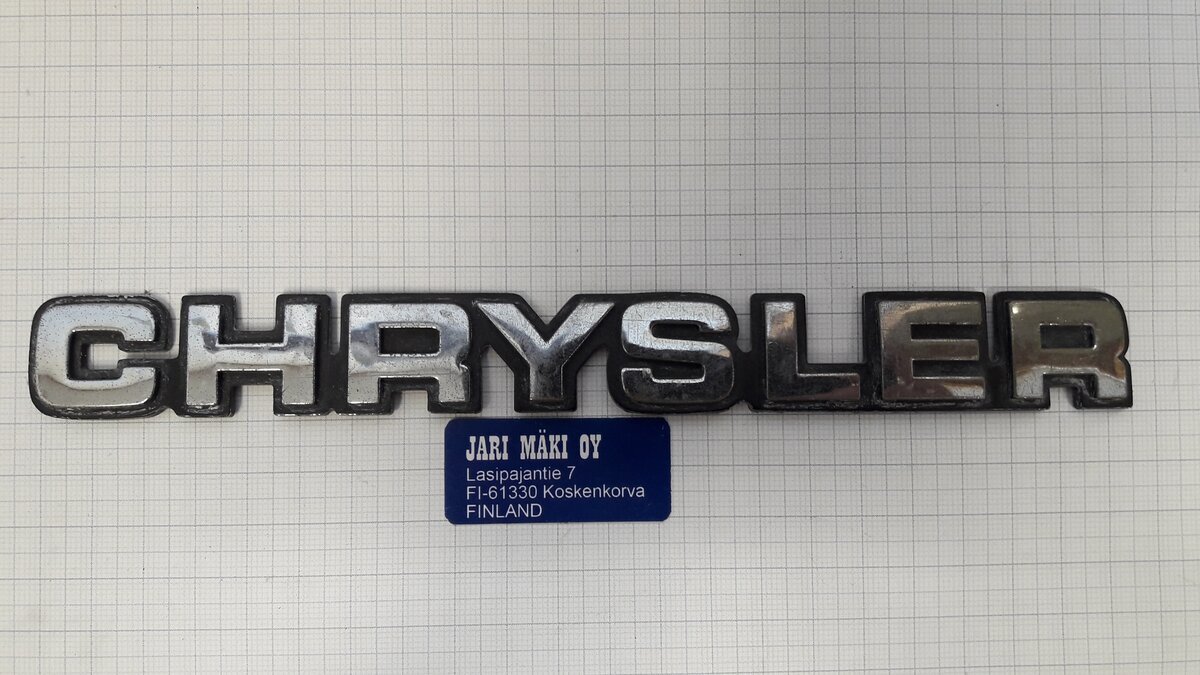 CHRYSLER
JARI MÄKI OY
Lasipajantie 7
FI-61330 Koskenkorva
FINLAND